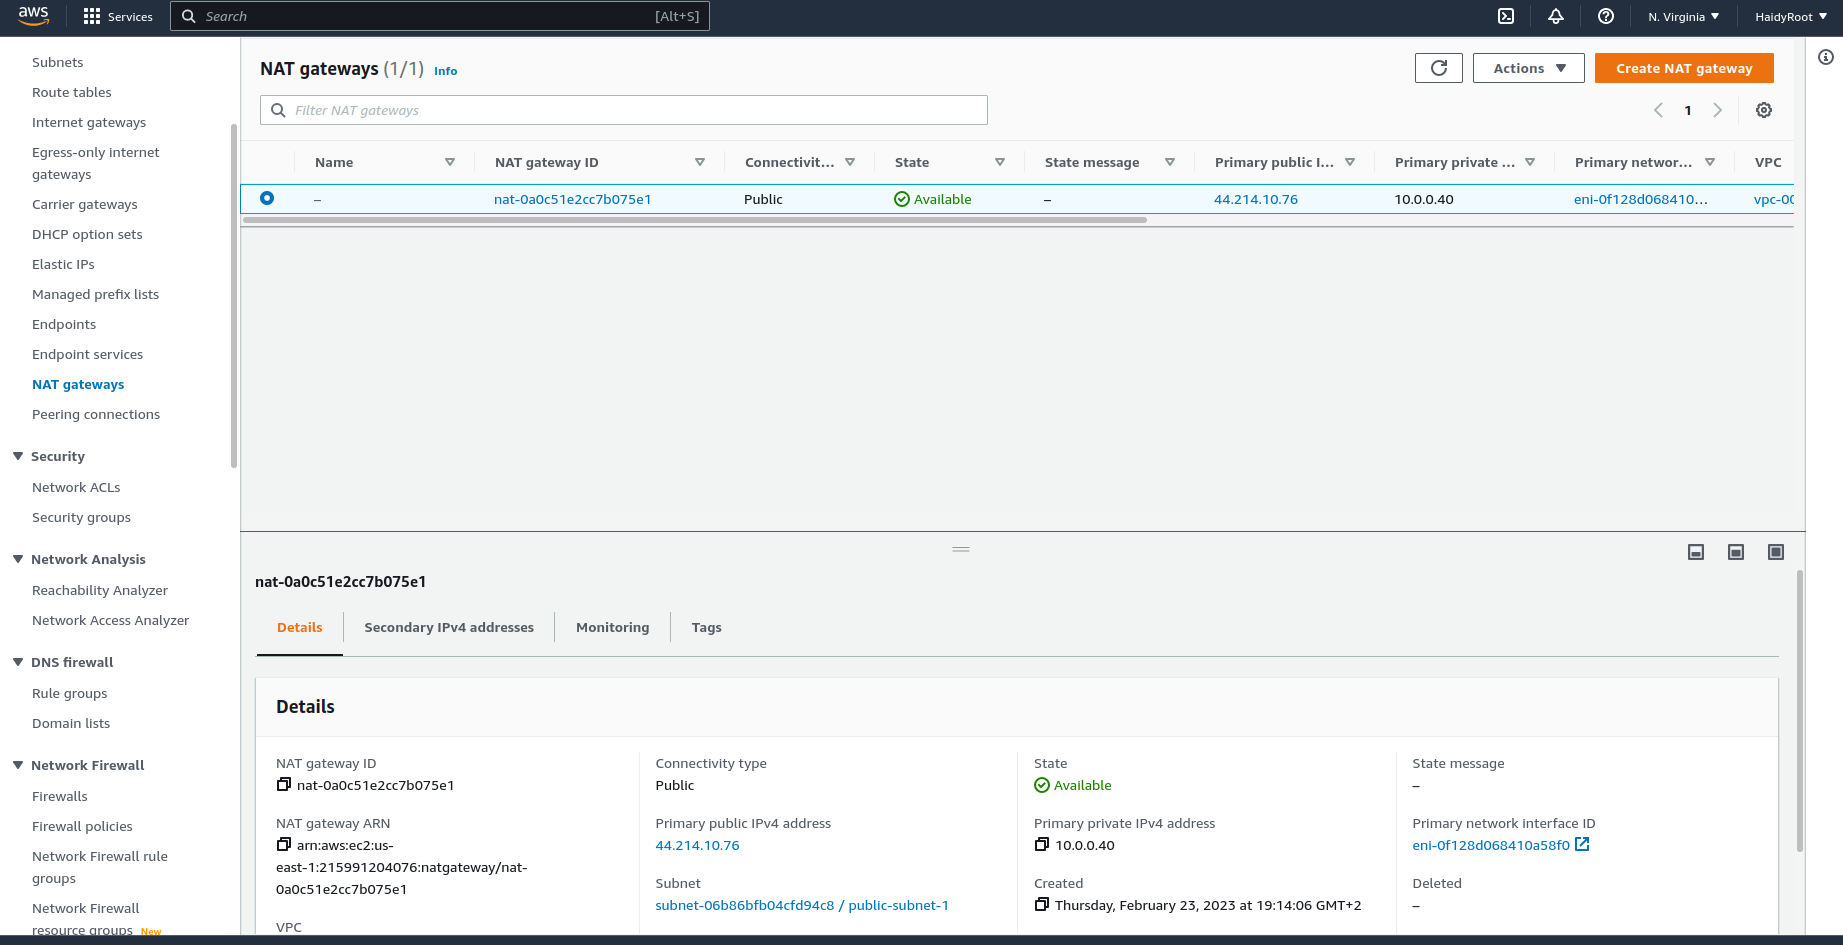 aws
Services
Search
[Alt+S]
N. Virginia
HaidyRoot
Subnets
Route tables
Internet gateways
Egress-only internet
gateways
Carrier gateways
DHCP option sets
Elastic IPs
Managed prefix lists
Endpoints
Endpoint services
NAT gateways
Peering connections
Security
Network ACLs
Security groups
Network Analysis
Reachability Analyzer
Network Access Analyzer
DNS firewall
Rule groups
Domain lists
Network Firewall
Firewalls
Firewall policies
Network Firewall rule
groups
Network Firewall
resource groups New
NAT gateways (1/1) Info
Actions
Create NAT gateway
Filter NAT gateways
1
Name NAT gateway ID Connectivit... State State message Primary public I... Primary private ... Primary networ... VPC
– nat-0a0c51e2cc7b075e1 Public Available – 44.214.10.76 10.0.0.40 eni-0f128d068410... vpc-00
nat-0a0c51e2cc7b075e1
Details Secondary IPv4 addresses Monitoring Tags
Details
NAT gateway ID
nat-0a0c51e2cc7b075e1
NAT gateway ARN
arn:aws:ec2:us-
east-1:215991204076:natgateway/nat-
0a0c51e2cc7b075e1
VPC
Connectivity type
Public
Primary public IPv4 address
44.214.10.76
Subnet
subnet-06b86bfb04cfd94c8 / public-subnet-1
State
Available
Primary private IPv4 address
10.0.0.40
Created
Thursday, February 23, 2023 at 19:14:06 GMT+2
State message
–
Primary network interface ID
eni-0f128d068410a58f0
Deleted
–